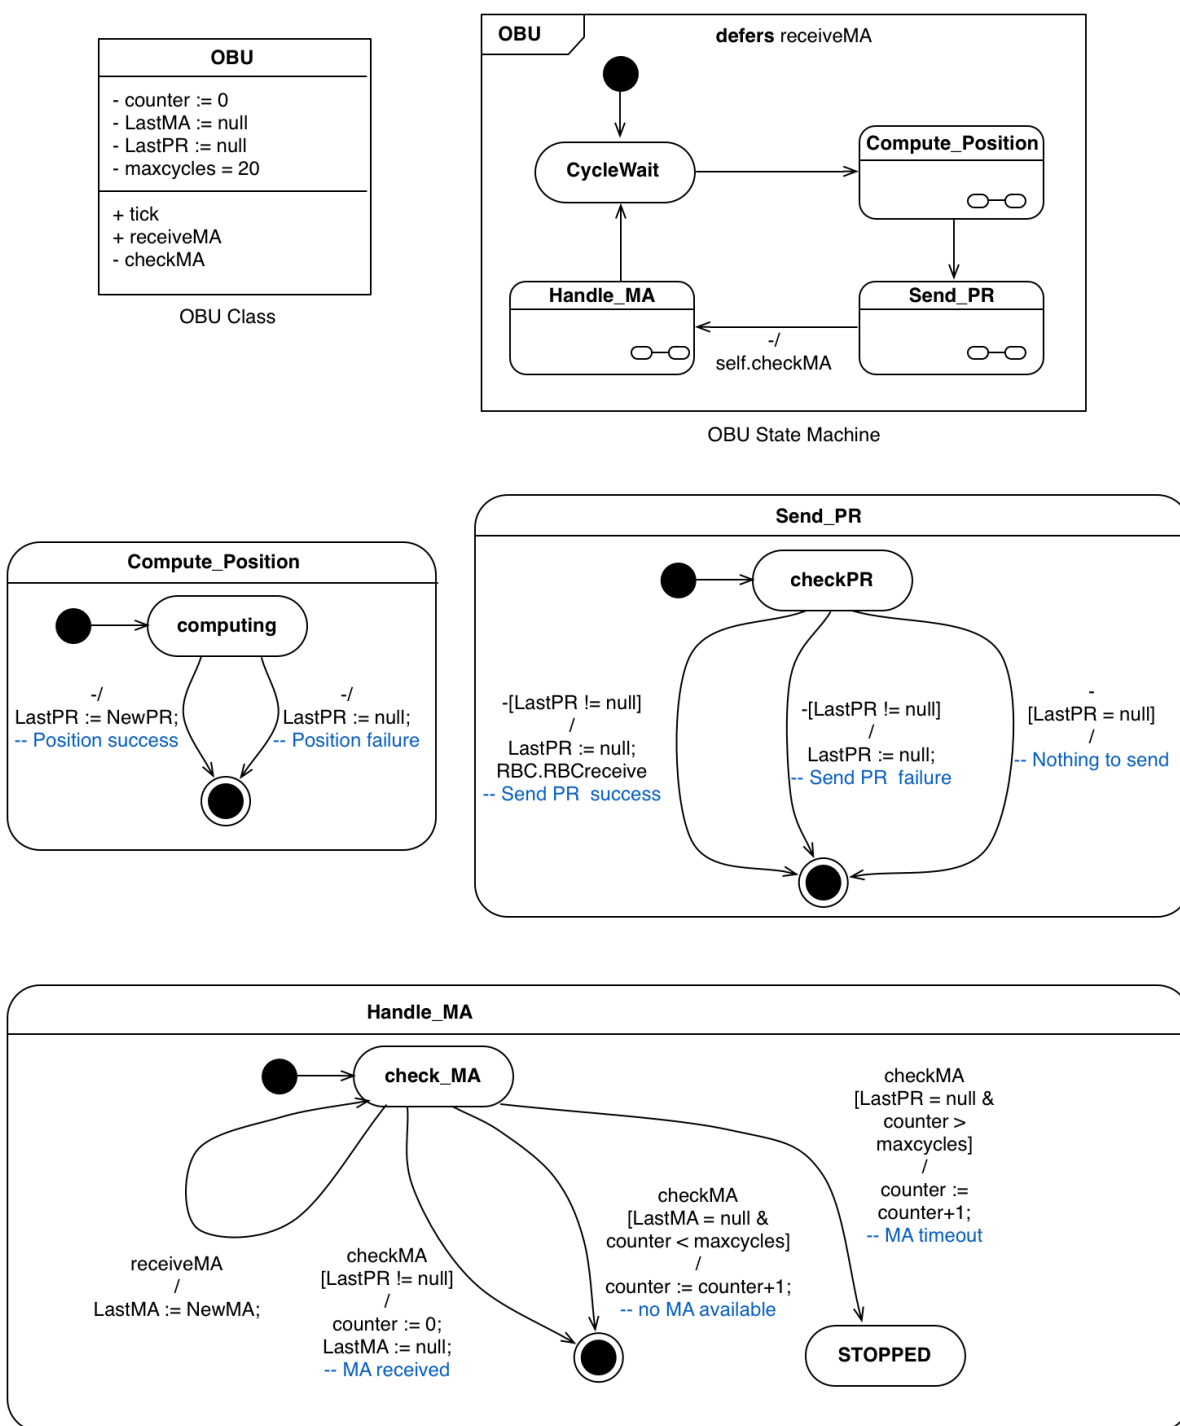 OBU
- counter := 0
- LastMA := null
- LastPR := null
- maxcycles = 20
+ tick
+ receiveMA
- checkMA
OBU Class
OBU
defers receiveMA
CycleWait
Compute_Position
Handle_MA
Send_PR
-/
self.checkMA
OBU State Machine
Compute_Position
computing
-/
LastPR := NewPR;
-- Position success
-/
LastPR := null;
-- Position failure
Send_PR
checkPR
-[LastPR != null]
/
LastPR := null;
RBC.RBCreceive
-- Send PR  success
-[LastPR != null]
/
LastPR := null;
-- Send PR  failure
-
[LastPR = null]
/
-- Nothing to send
Handle_MA
check_MA
receiveMA
/
LastMA := NewMA;
checkMA
[LastPR != null]
/
counter := 0;
LastMA := null;
-- MA received
checkMA
[LastMA = null &
counter < maxcycles]
/
counter := counter+1;
-- no MA available
checkMA
[LastPR = null &
counter >
maxcycles]
/
counter :=
counter+1;
-- MA timeout
STOPPED